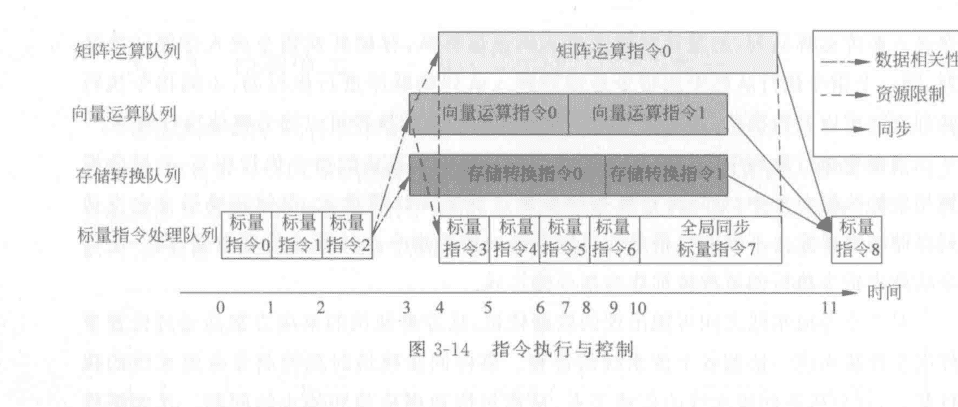 矩阵运算队列
矩阵运算指令0
数据相关性
资源限制
同步
向量运算队列
向量运算指令0
向量运算指令1
存储转换队列
存储转换指令0
存储转换指令1
标量指令处理队列
标量指令0
标量指令1
标量指令2
标量指令3
标量指令4
标量指令5
标量指令6
全局同步
标量指令7
标量指令8
0 1 2 3 4 5 6 7 8 9 10 11 时间
图 3-14 指令执行与控制